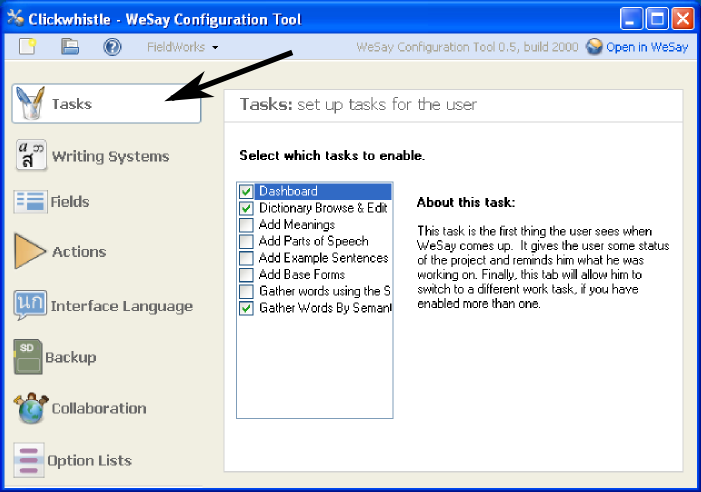 Clickwhistle - WeSay Configuration Tool
FieldWorks
WeSay Configuration Tool 0.5, build 2000
Open in WeSay
Tasks
Writing Systems
Fields
Actions
Interface Language
SD
Backup
Collaboration
Option Lists
Tasks: set up tasks for the user
Select which tasks to enable.
Dashboard
Dictionary Browse & Edit
Add Meanings
Add Parts of Speech
Add Example Sentences
Add Base Forms
Gather words using the S
Gather Words By Semant
About this task:
This task is the first thing the user sees when
WeSay comes up. It gives the user some status
of the project and reminds him what he was
working on. Finally, this tab will allow him to
switch to a different work task, if you have
enabled more than one.